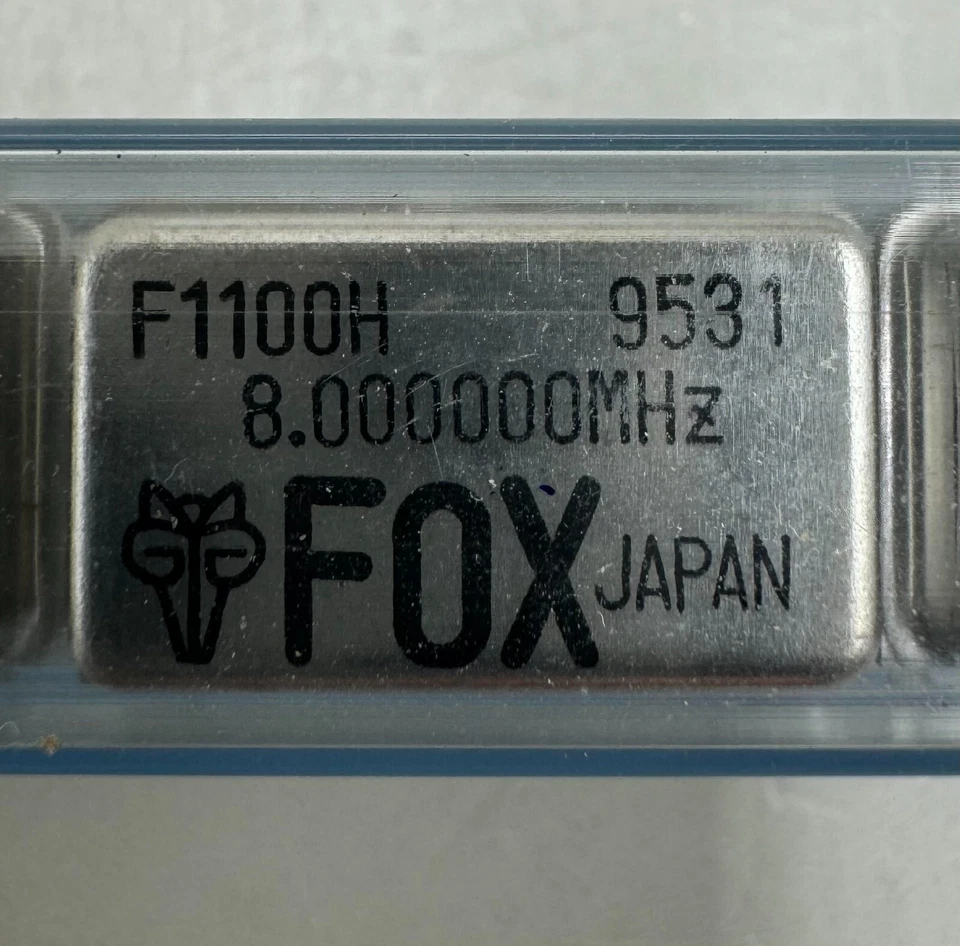 F1100H 9531
8.000000MHz
FOX JAPAN